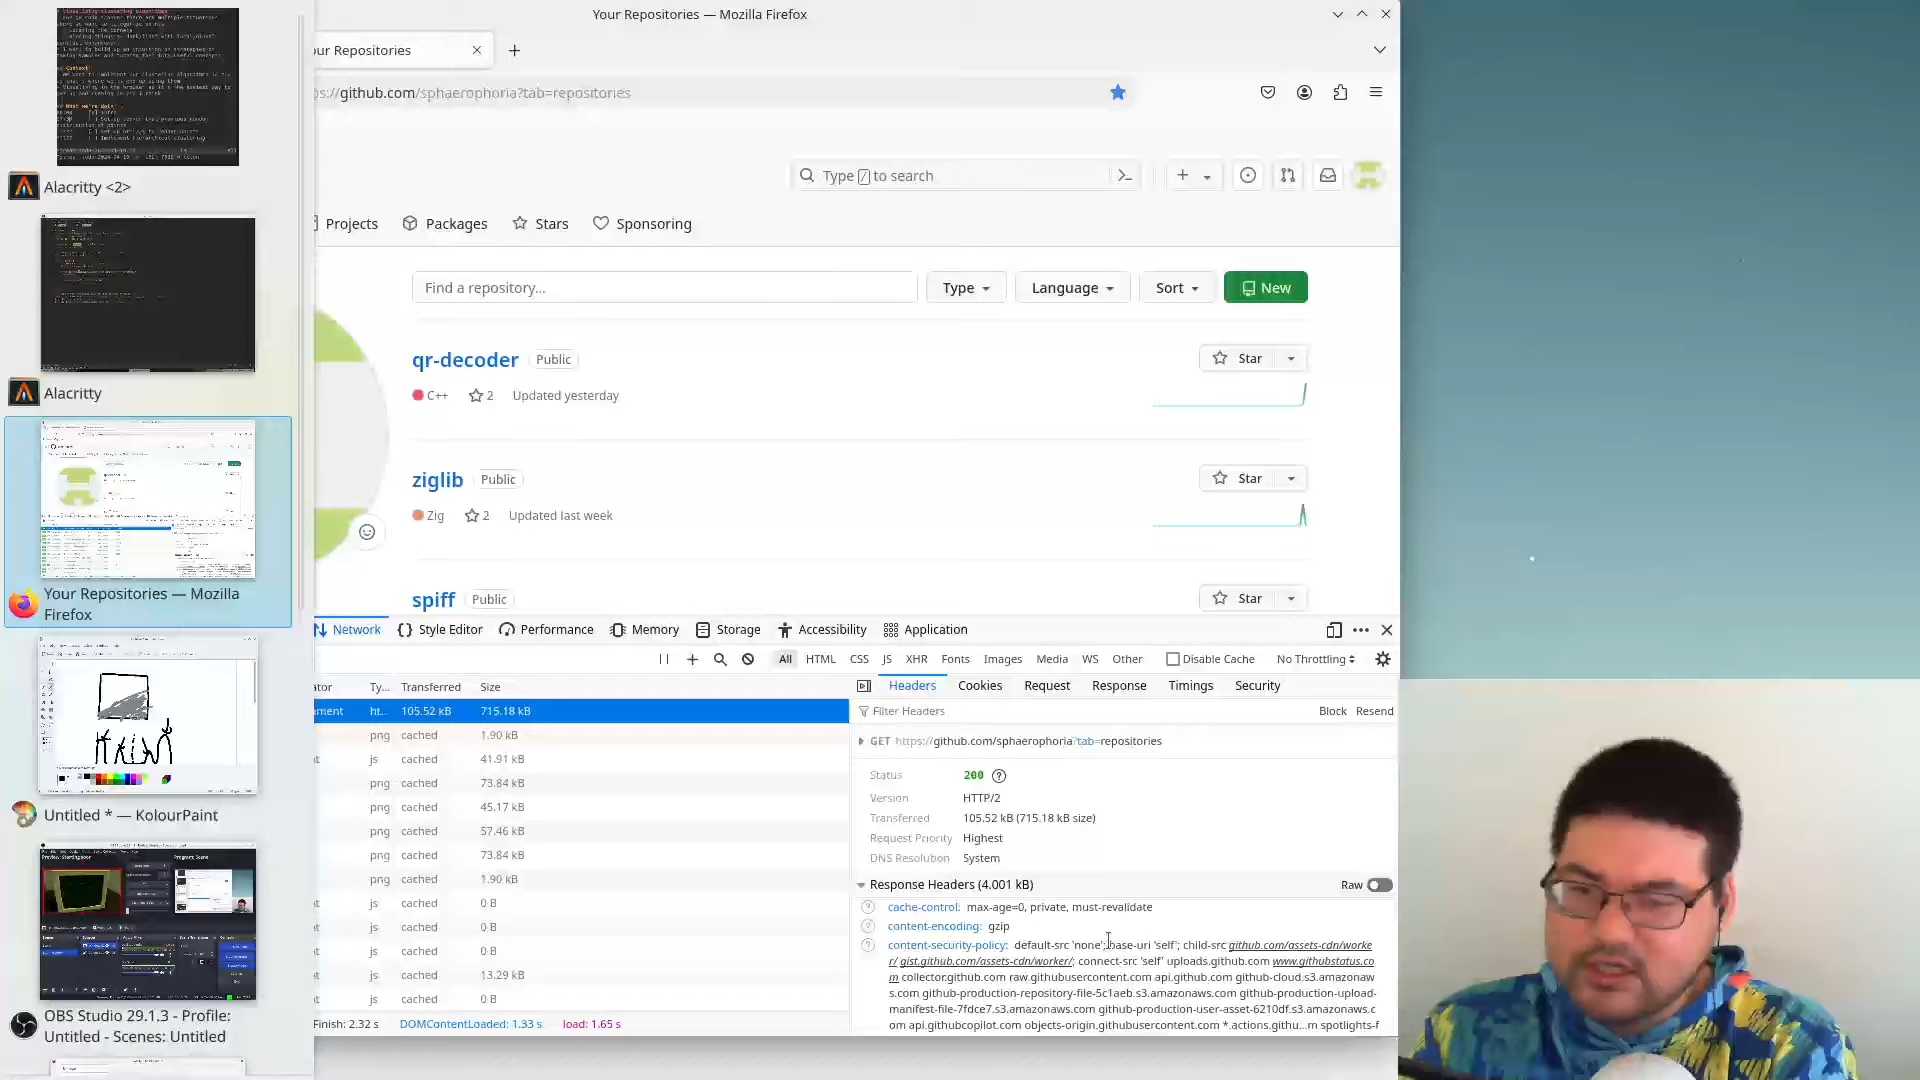 Alacritty <2>
Alacritty
Your Repositories — Mozilla
Firefox
Untitled * — KolourPaint
OBS Studio 29.1.3 - Profile:
Untitled - Scenes: Untitled
Your Repositories — Mozilla Firefox
our Repositories
github.com/sphaerophoria?tab=repositories
Type / to search
Projects
Packages
Stars
Sponsoring
Find a repository...
Type
Language
Sort
New
qr-decoder
Public
Star
C++
2
Updated yesterday
ziglib
Public
Star
Zig
2
Updated last week
spiff
Public
Star
Network
Style Editor
Performance
Memory
Storage
Accessibility
Application
All
HTML
CSS
JS
XHR
Fonts
Images
Media
WS
Other
Disable Cache
No Throttling
Ty...
Transferred
Size
Headers
Cookies
Request
Response
Timings
Security
ht...
105.52 kB
715.18 kB
png
cached
1.90 kB
js
cached
41.91 kB
png
cached
73.84 kB
png
cached
45.17 kB
png
cached
57.46 kB
png
cached
73.84 kB
png
cached
1.90 kB
js
cached
0 B
js
cached
0 B
js
cached
0 B
js
cached
13.29 kB
js
cached
0 B
Finish: 2.32 s
DOMContentLoaded: 1.33 s
load: 1.65 s
Filter Headers
Block
Resend
GET https://github.com/sphaerophoria?tab=repositories
Status
200
Version
HTTP/2
Transferred
105.52 kB (715.18 kB size)
Request Priority
Highest
DNS Resolution
System
Response Headers (4.001 kB)
Raw
cache-control: max-age=0, private, must-revalidate
content-encoding: gzip
content-security-policy: default-src 'none'; base-uri 'self'; child-src github.com/assets-cdn/worke
r/ gist.github.com/assets-cdn/worker/; connect-src 'self' uploads.github.com www.githubstatus.co
m collector.github.com raw.githubusercontent.com api.github.com github-cloud.s3.amazonaw
s.com github-production-repository-file-5c1aeb.s3.amazonaws.com github-production-upload-
manifest-file-7fdce7.s3.amazonaws.com github-production-user-asset-6210df.s3.amazonaws.c
om api.githubcopilot.com objects-origin.githubusercontent.com *.actions.githu...m spotlights-f